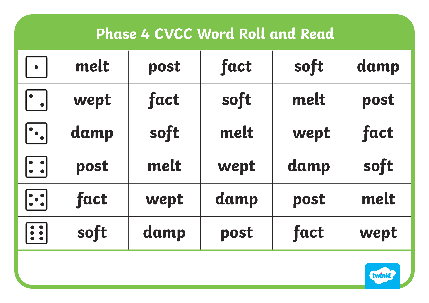 Phase 4 CVCC Word Roll and Read
melt post fact soft damp
wept fact soft melt post
damp soft melt wept fact
post melt wept damp soft
fact wept damp post melt
soft damp post fact wept
twinkl